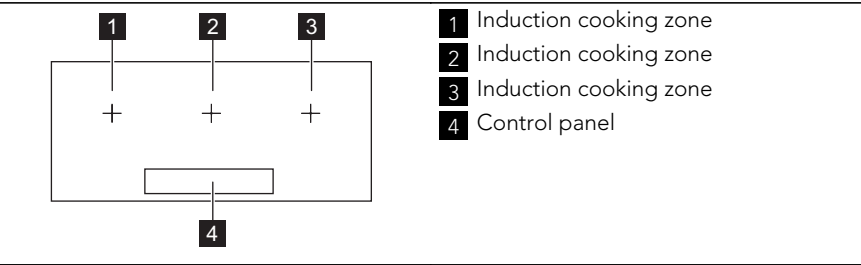 1 2 3
4
1 Induction cooking zone
2 Induction cooking zone
3 Induction cooking zone
4 Control panel